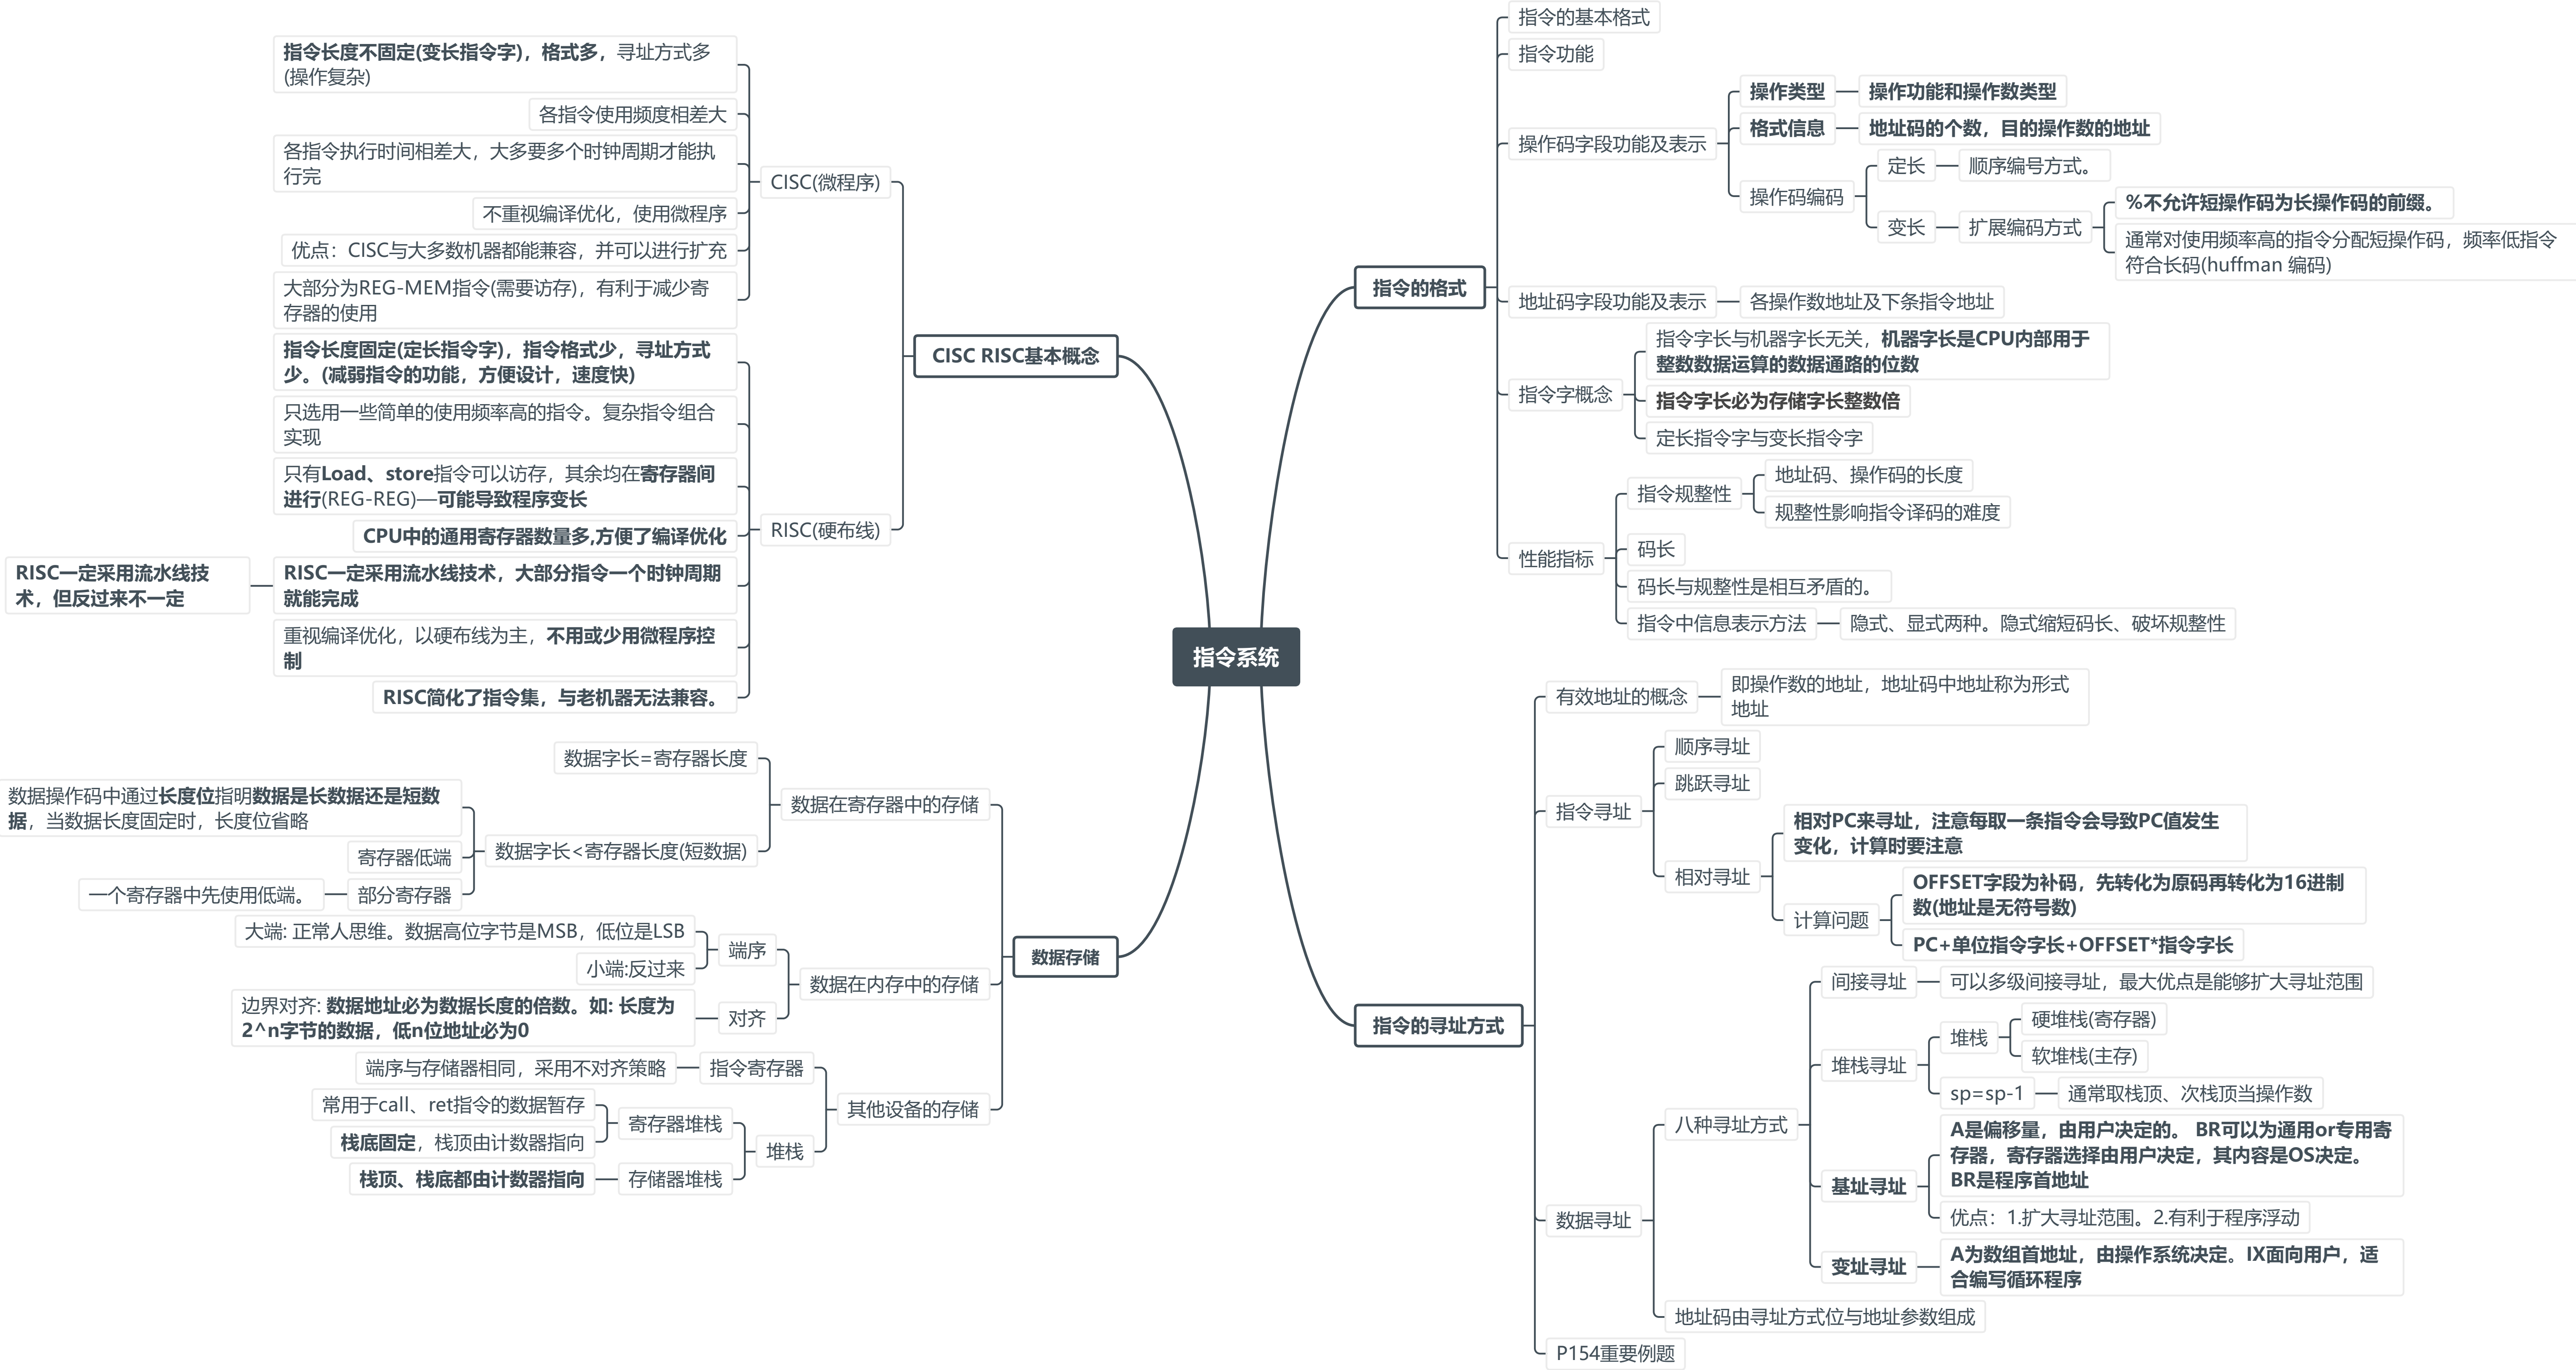 指令系统
指令的格式
指令的基本格式
指令功能
操作码字段功能及表示
操作类型
操作功能和操作数类型
格式信息
地址码的个数，目的操作数的地址
操作码编码
定长
顺序编号方式。
变长
扩展编码方式
%不允许短操作码为长操作码的前缀。
通常对使用频率高的指令分配短操作码，频率低指令
符合长码(huffman 编码)
地址码字段功能及表示
各操作数地址及下条指令地址
指令字概念
指令字长与机器字长无关，机器字长是CPU内部用于
整数数据运算的数据通路的位数
指令字长必为存储字长整数倍
定长指令字与变长指令字
性能指标
指令规整性
地址码、操作码的长度
规整性影响指令译码的难度
码长
码长与规整性是相互矛盾的。
指令中信息表示方法
隐式、显式两种。隐式缩短码长、破坏规整性
指令的寻址方式
有效地址的概念
即操作数的地址，地址码中地址称为形式
地址
指令寻址
顺序寻址
跳跃寻址
相对寻址
相对PC来寻址，注意每取一条指令会导致PC值发生
变化，计算时要注意
计算问题
OFFSET字段为补码，先转化为原码再转化为16进制
数(地址是无符号数)
PC+单位指令字长+OFFSET*指令字长
数据寻址
八种寻址方式
间接寻址
可以多级间接寻址，最大优点是能够扩大寻址范围
堆栈寻址
堆栈
硬堆栈(寄存器)
软堆栈(主存)
sp=sp-1
通常取栈顶、次栈顶当操作数
基址寻址
A是偏移量，由用户决定的。 BR可以为通用or专用寄
存器，寄存器选择由用户决定，其内容是OS决定。
BR是程序首地址
优点：1.扩大寻址范围。2.有利于程序浮动
变址寻址
A为数组首地址，由操作系统决定。IX面向用户，适
合编写循环程序
地址码由寻址方式位与地址参数组成
P154重要例题
CISC RISC基本概念
CISC(微程序)
指令长度不固定(变长指令字)，格式多，寻址方式多
(操作复杂)
各指令使用频度相差大
各指令执行时间相差大，大多要多个时钟周期才能执
行完
不重视编译优化，使用微程序
优点：CISC与大多数机器都能兼容，并可以进行扩充
大部分为REG-MEM指令(需要访存)，有利于减少寄
存器的使用
RISC(硬布线)
指令长度固定(定长指令字)，指令格式少，寻址方式
少。(减弱指令的功能，方便设计，速度快)
只选用一些简单的使用频率高的指令。复杂指令组合
实现
只有Load、store指令可以访存，其余均在寄存器间
进行(REG-REG)—可能导致程序变长
CPU中的通用寄存器数量多,方便了编译优化
RISC一定采用流水线技术，大部分指令一个时钟周期
就能完成
RISC一定采用流水线技
术，但反过来不一定
重视编译优化，以硬布线为主，不用或少用微程序控
制
RISC简化了指令集，与老机器无法兼容。
数据存储
数据在寄存器中的存储
数据字长=寄存器长度
数据字长<寄存器长度(短数据)
数据操作码中通过长度位指明数据是长数据还是短数
据，当数据长度固定时，长度位省略
寄存器低端
部分寄存器
一个寄存器中先使用低端。
数据在内存中的存储
端序
大端: 正常人思维。数据高位字节是MSB，低位是LSB
小端:反过来
对齐
边界对齐: 数据地址必为数据长度的倍数。如: 长度为
2^n字节的数据，低n位地址必为0
其他设备的存储
指令寄存器
端序与存储器相同，采用不对齐策略
堆栈
寄存器堆栈
常用于call、ret指令的数据暂存
栈底固定，栈顶由计数器指向
存储器堆栈
栈顶、栈底都由计数器指向